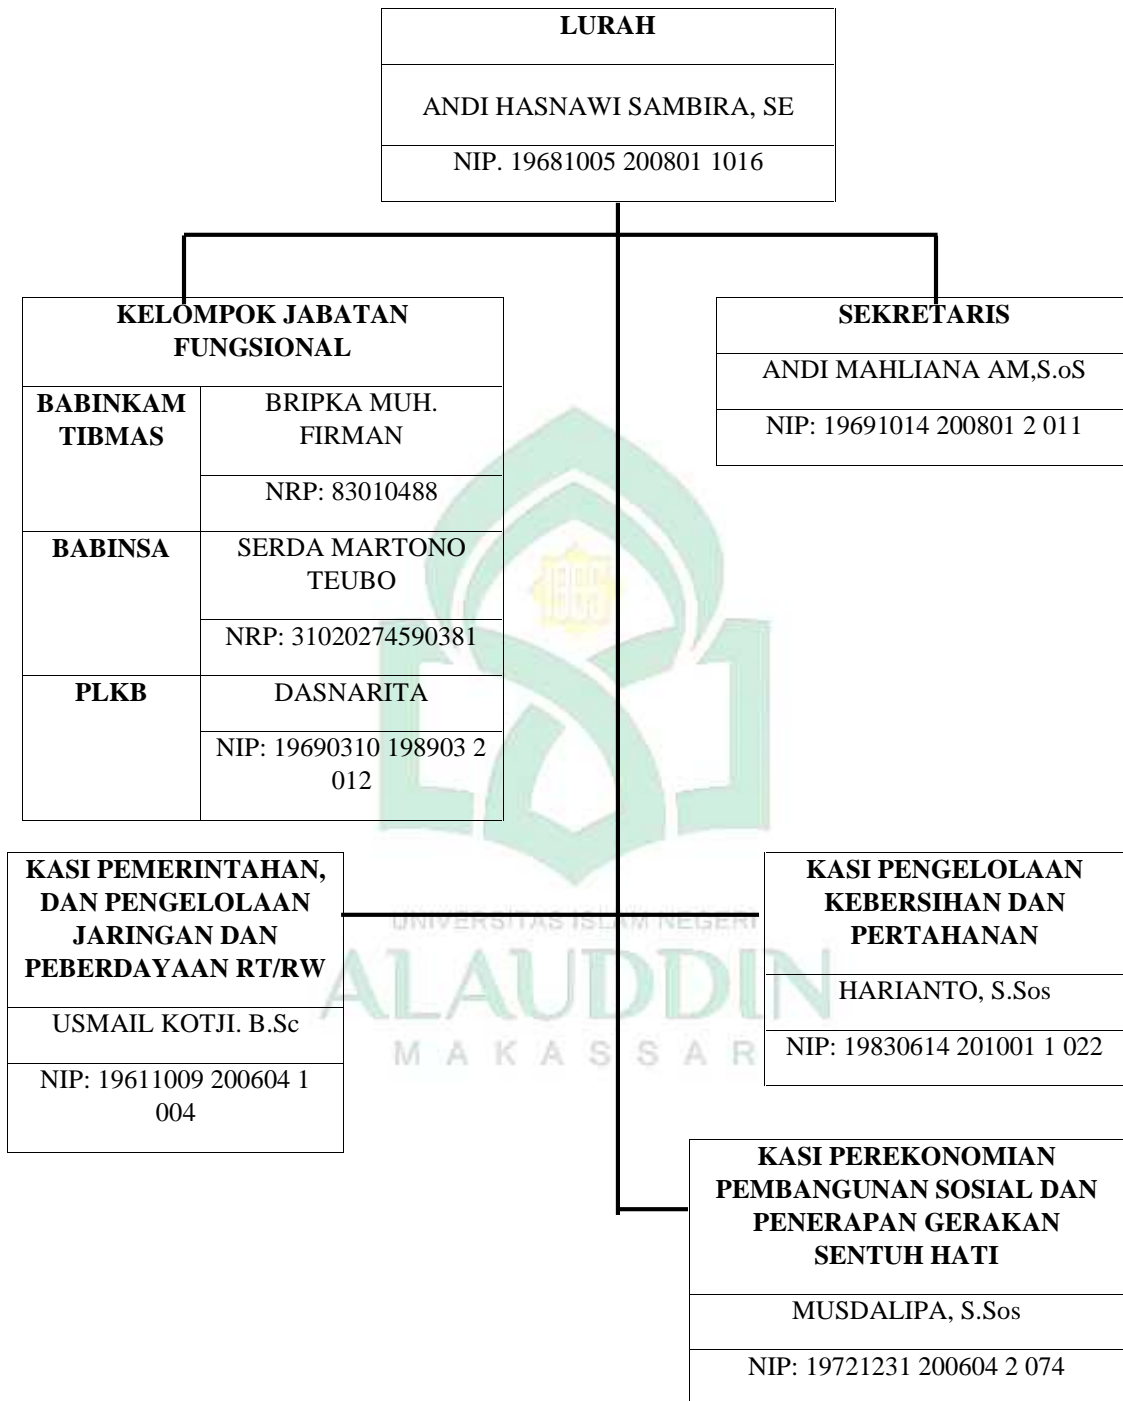 LURAH
ANDI HASNAWI SAMBIRA, SE
NIP. 19681005 200801 1016
KELOMPOK JABATAN
FUNGSIONAL
BABINKAM
TIBMAS
BRIPKA MUH.
FIRMAN
NRP: 83010488
BABINSA
SERDA MARTONO
TEUBO
NRP: 31020274590381
PLKB
DASNARITA
NIP: 19690310 198903 2
012
SEKRETARIS
ANDI MAHLIANA AM,S.oS
NIP: 19691014 200801 2 011
KASI PEMERINTAHAN,
DAN PENGELOLAAN
JARINGAN DAN
PEBERDAYAAN RT/RW
USMAIL KOTJI. B.Sc
NIP: 19611009 200604 1
004
KASI PENGELOLAAN
KEBERSIHAN DAN
PERTAHANAN
HARIANTO, S.Sos
NIP: 19830614 201001 1 022
KASI PEREKONOMIAN
PEMBANGUNAN SOSIAL DAN
PENERAPAN GERAKAN
SENTUH HATI
MUSDALIPA, S.Sos
NIP: 19721231 200604 2 074
1965
UNIVERSITAS ISLAM NEGERI
ALAUDDIN
MAKASSAR